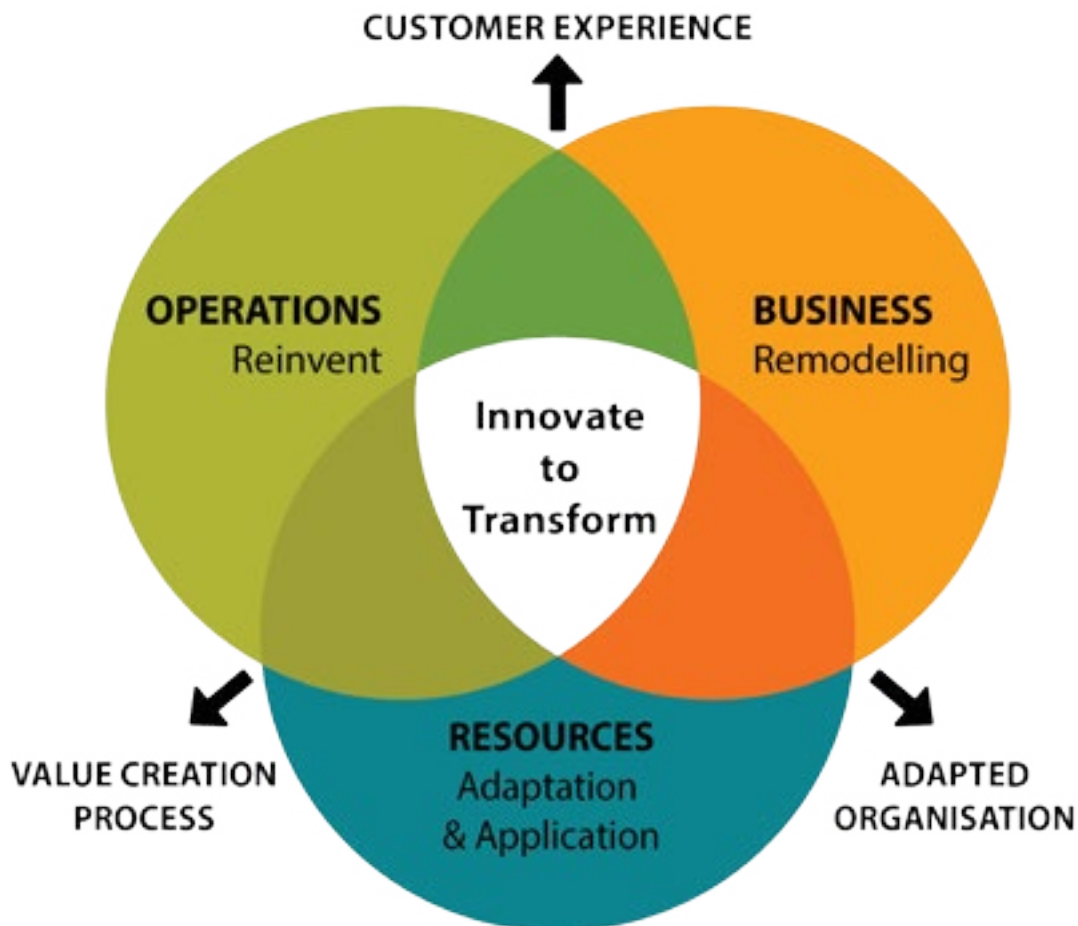 CUSTOMER EXPERIENCE
OPERATIONS
Reinvent
BUSINESS
Remodelling
Innovate
to
Transform
RESOURCES
Adaptation
& Application
VALUE CREATION
PROCESS
ADAPTED
ORGANISATION